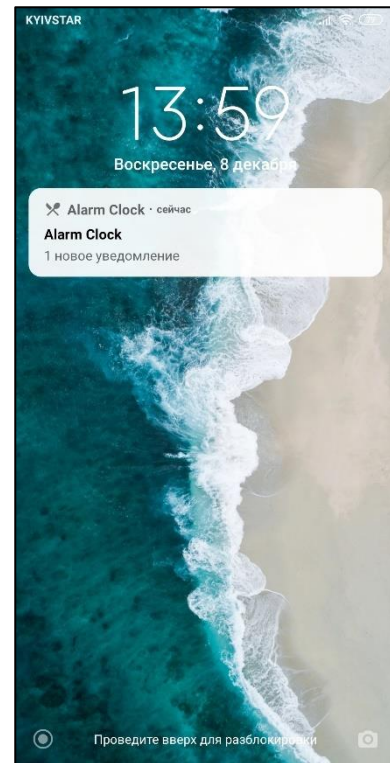 KYIVSTAR
13:59
Воскресенье, 8 декабря
Alarm Clock · сейчас
Alarm Clock
1 новое уведомление
Проведите вверх для разблокировки